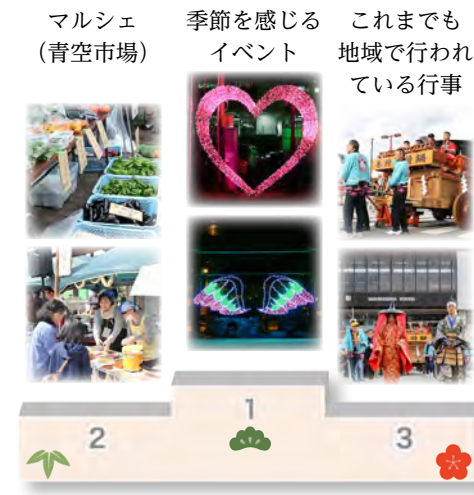 マルシェ
（青空市場）
季節を感じる
イベント
これまでも
地域で行われ
ている行事
1
2
3